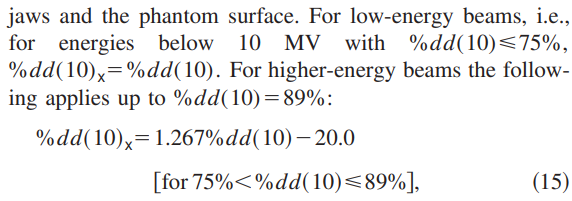 jaws and the phantom surface. For low-energy beams, i.e.,
for energies below 10 MV with %dd(10)⩽75%,
%dd(10)ₓ=%dd(10). For higher-energy beams the follow-
ing applies up to %dd(10)=89%:
%dd(10)ₓ=1.267%dd(10)−20.0
[for 75%<%dd(10)⩽89%], (15)